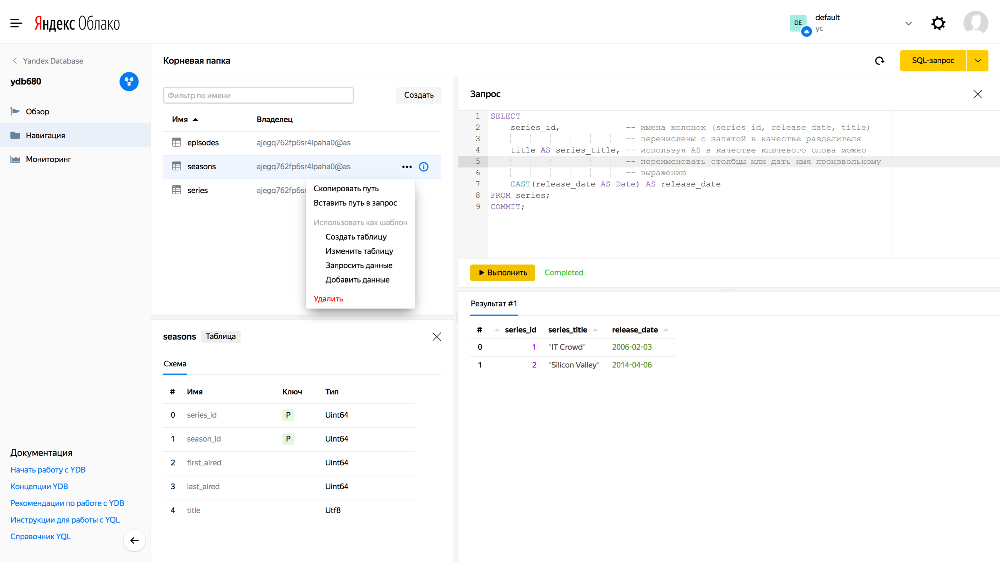 Яндекс Облако
DE
default
yc
Yandex Database
ydb680
Обзор
Навигация
Мониторинг
Документация
Начать работу с YDB
Концепции YDB
Рекомендации по работе с YDB
Инструкции для работы с YQL
Справочник YQL
Корневая папка
SQL-запрос
Фильтр по имени
Создать
Имя Владелец
episodes ajegq762fp6sr4lpaha0@as
seasons ajegq762fp6sr4lpaha0@as
series ajegq762fp6sr
Скопировать путь
Вставить путь в запрос
Использовать как шаблон
Создать таблицу
Изменить таблицу
Запросить данные
Добавить данные
Удалить
seasons Таблица
Схема
# Имя Ключ Тип
0 series_id P Uint64
1 season_id P Uint64
2 first_aired Uint64
3 last_aired Uint64
4 title Utf8
Запрос
1 SELECT
2 series_id, -- имена колонок (series_id, release_date, title)
3 -- перечислены с запятой в качестве разделителя
4 title AS series_title, -- используя AS в качестве ключевого слова можно
5 -- переименовать столбцы или дать имя произвольному
6 -- выражению
7 CAST(release_date AS Date) AS release_date
8 FROM series;
9 COMMIT;
Выполнить Completed
Результат #1
# series_id series_title release_date
0 1 "IT Crowd" 2006-02-03
1 2 "Silicon Valley" 2014-04-06